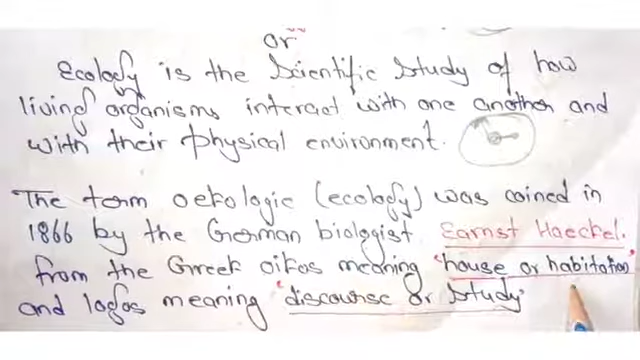 or
Ecology is the Scientific Study of how
living organisms interact with one another and
with their physical environment.
The term oekologie (ecology) was coined in
1866 by the German biologist Earnst Haeckel.
from the Greek oikos meaning "house or habitation"
and logos meaning "discourse or study"